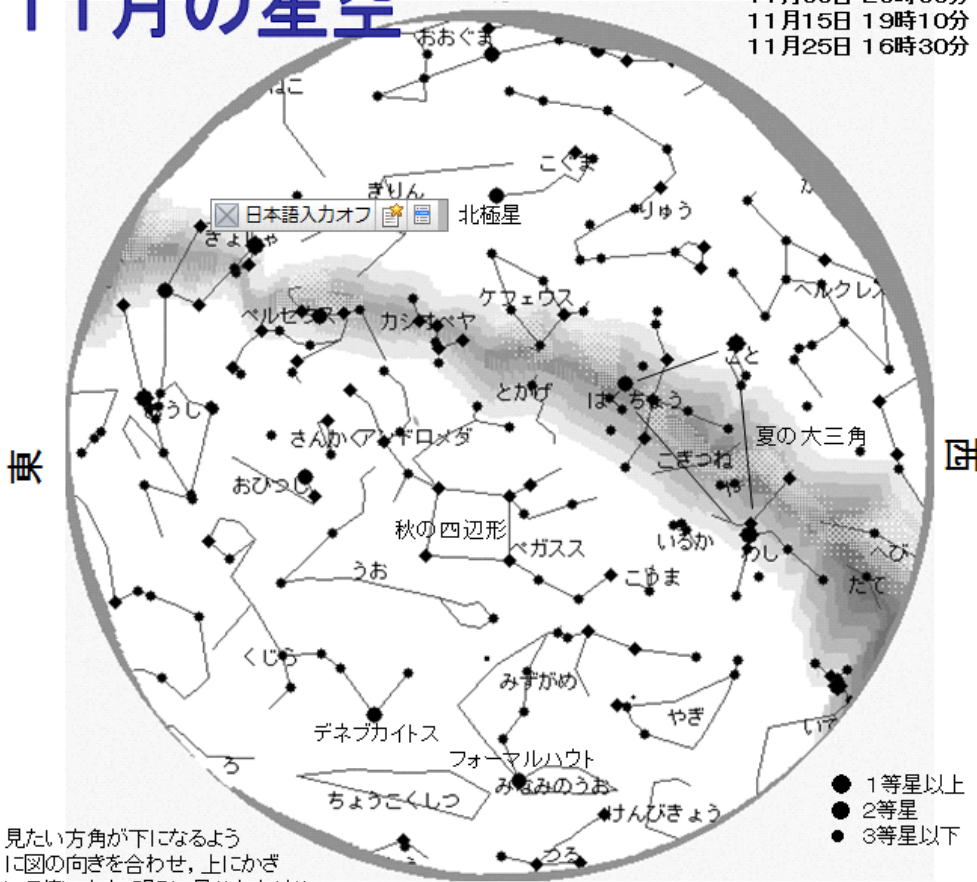 11月の星空
11月15日 19時10分
11月25日 16時30分
おおぐま
こぐま
きりん
日本語入力オフ
北極星
りゅう
ぎょしゃ
ヘルクレス
ケフェウス
ペルセウス
カシオペヤ
こと
とかげ
はくちょう
おうし
夏の大三角
さんかく
アンドロメダ
こぎつね
東
西
おひつじ
や
秋の四辺形
ペガスス
いるか
わし
へび
うお
こうま
たて
くじら
みずがめ
やぎ
デネブカイトス
いて
フォーマルハウト
ろ
みなみのうお
ちょうこくしつ
けんびきょう
つる
1等星以上
2等星
3等星以下
見たい方角が下になるよう
に図の向きを合わせ，上にかざ